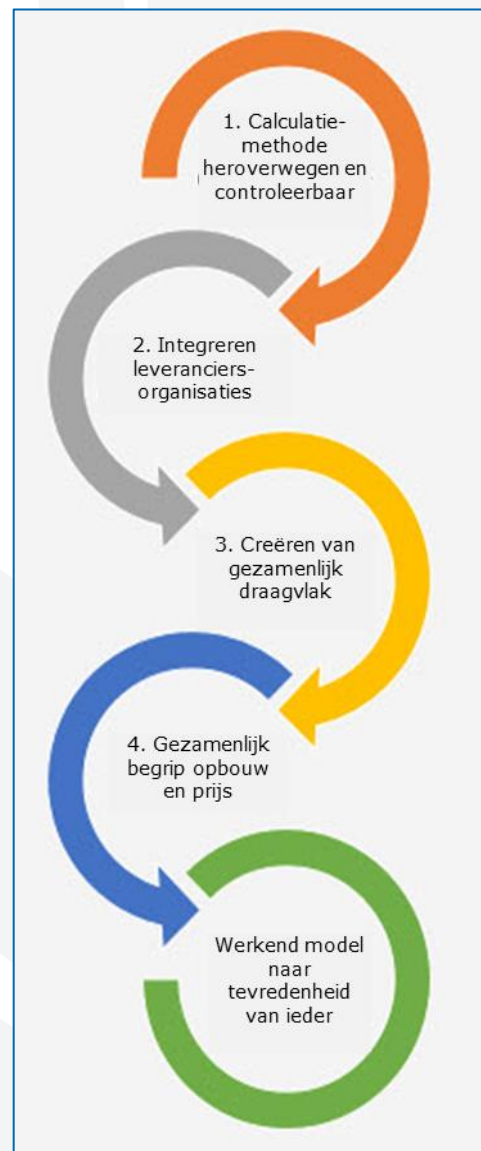 1. Calculatie-
methode
heroverwegen en
controleerbaar
2. Integreren
leveranciers-
organisaties
3. Creëren van
gezamenlijk
draagvlak
4. Gezamenlijk
begrip opbouw
en prijs
Werkend model
naar
tevredenheid
van ieder